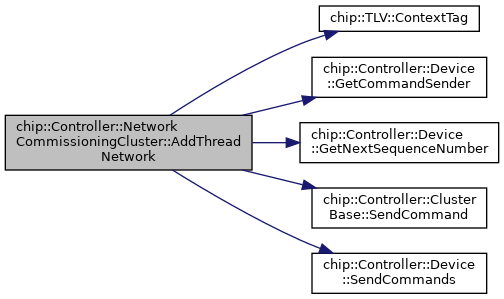 chip::TLV::ContextTag
chip::Controller::Device
::GetCommandSender
chip::Controller::Network
CommissioningCluster::AddThread
Network
chip::Controller::Device
::GetNextSequenceNumber
chip::Controller::Cluster
Base::SendCommand
chip::Controller::Device
::SendCommands